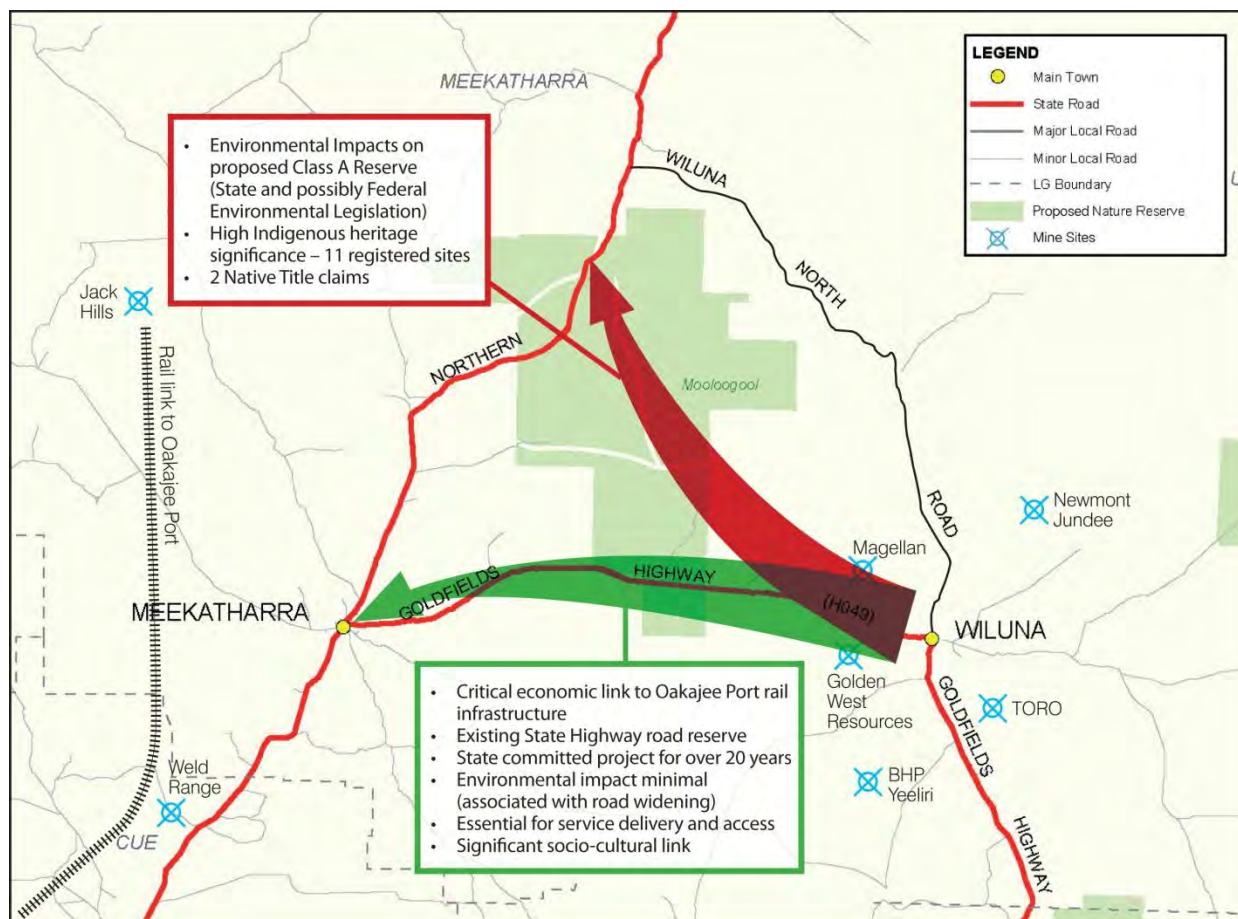 MEEKATHARRA
LEGEND
Main Town
State Road
Major Local Road
Minor Local Road
LG Boundary
Proposed Nature Reserve
Mine Sites
• Environmental Impacts on
proposed Class A Reserve
(State and possibly Federal
Environmental Legislation)
• High Indigenous heritage
significance – 11 registered sites
• 2 Native Title claims
WILUNA
NORTH
ROAD
Jack
Hills
Rail link to Oakajee Port
NORTHERN
Mooloogool
Newmont
Jundee
Magellan
GOLDFIELDS
HIGHWAY
(H049)
MEEKATHARRA
WILUNA
Golden
West
Resources
TORO
GOLDFIELDS
HIGHWAY
BHP
Yeeliri
• Critical economic link to Oakajee Port rail
infrastructure
• Existing State Highway road reserve
• State committed project for over 20 years
• Environmental impact minimal
(associated with road widening)
• Essential for service delivery and access
• Significant socio-cultural link
Weld
Range
CUE